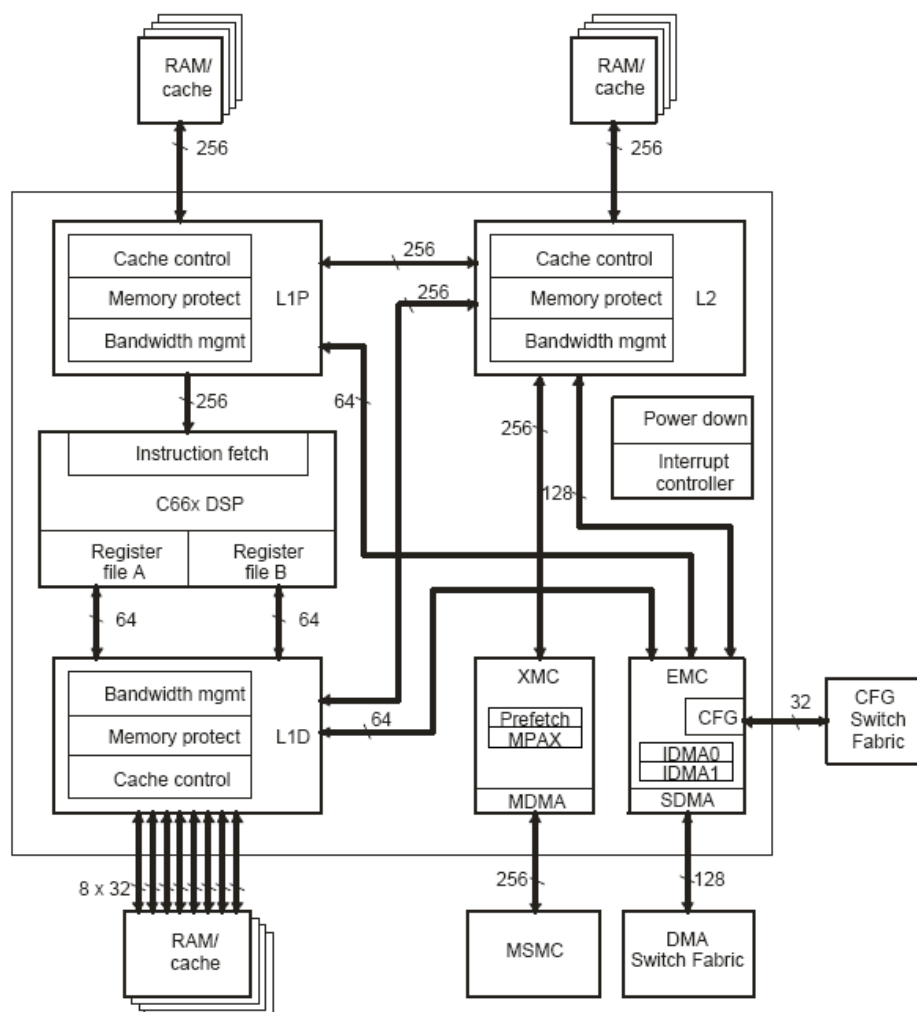 RAM/
cache
RAM/
cache
256
256
Cache control
Memory protect
Bandwidth mgmt
L1P
256
256
Cache control
Memory protect
Bandwidth mgmt
L2
256
64
256
128
Power down
Interrupt
controller
Instruction fetch
C66x DSP
Register
file A
Register
file B
64
64
Bandwidth mgmt
Memory protect
Cache control
L1D
64
XMC
Prefetch
MPAX
MDMA
EMC
CFG
IDMA0
IDMA1
SDMA
32
CFG
Switch
Fabric
8 x 32
256
128
RAM/
cache
MSMC
DMA
Switch Fabric